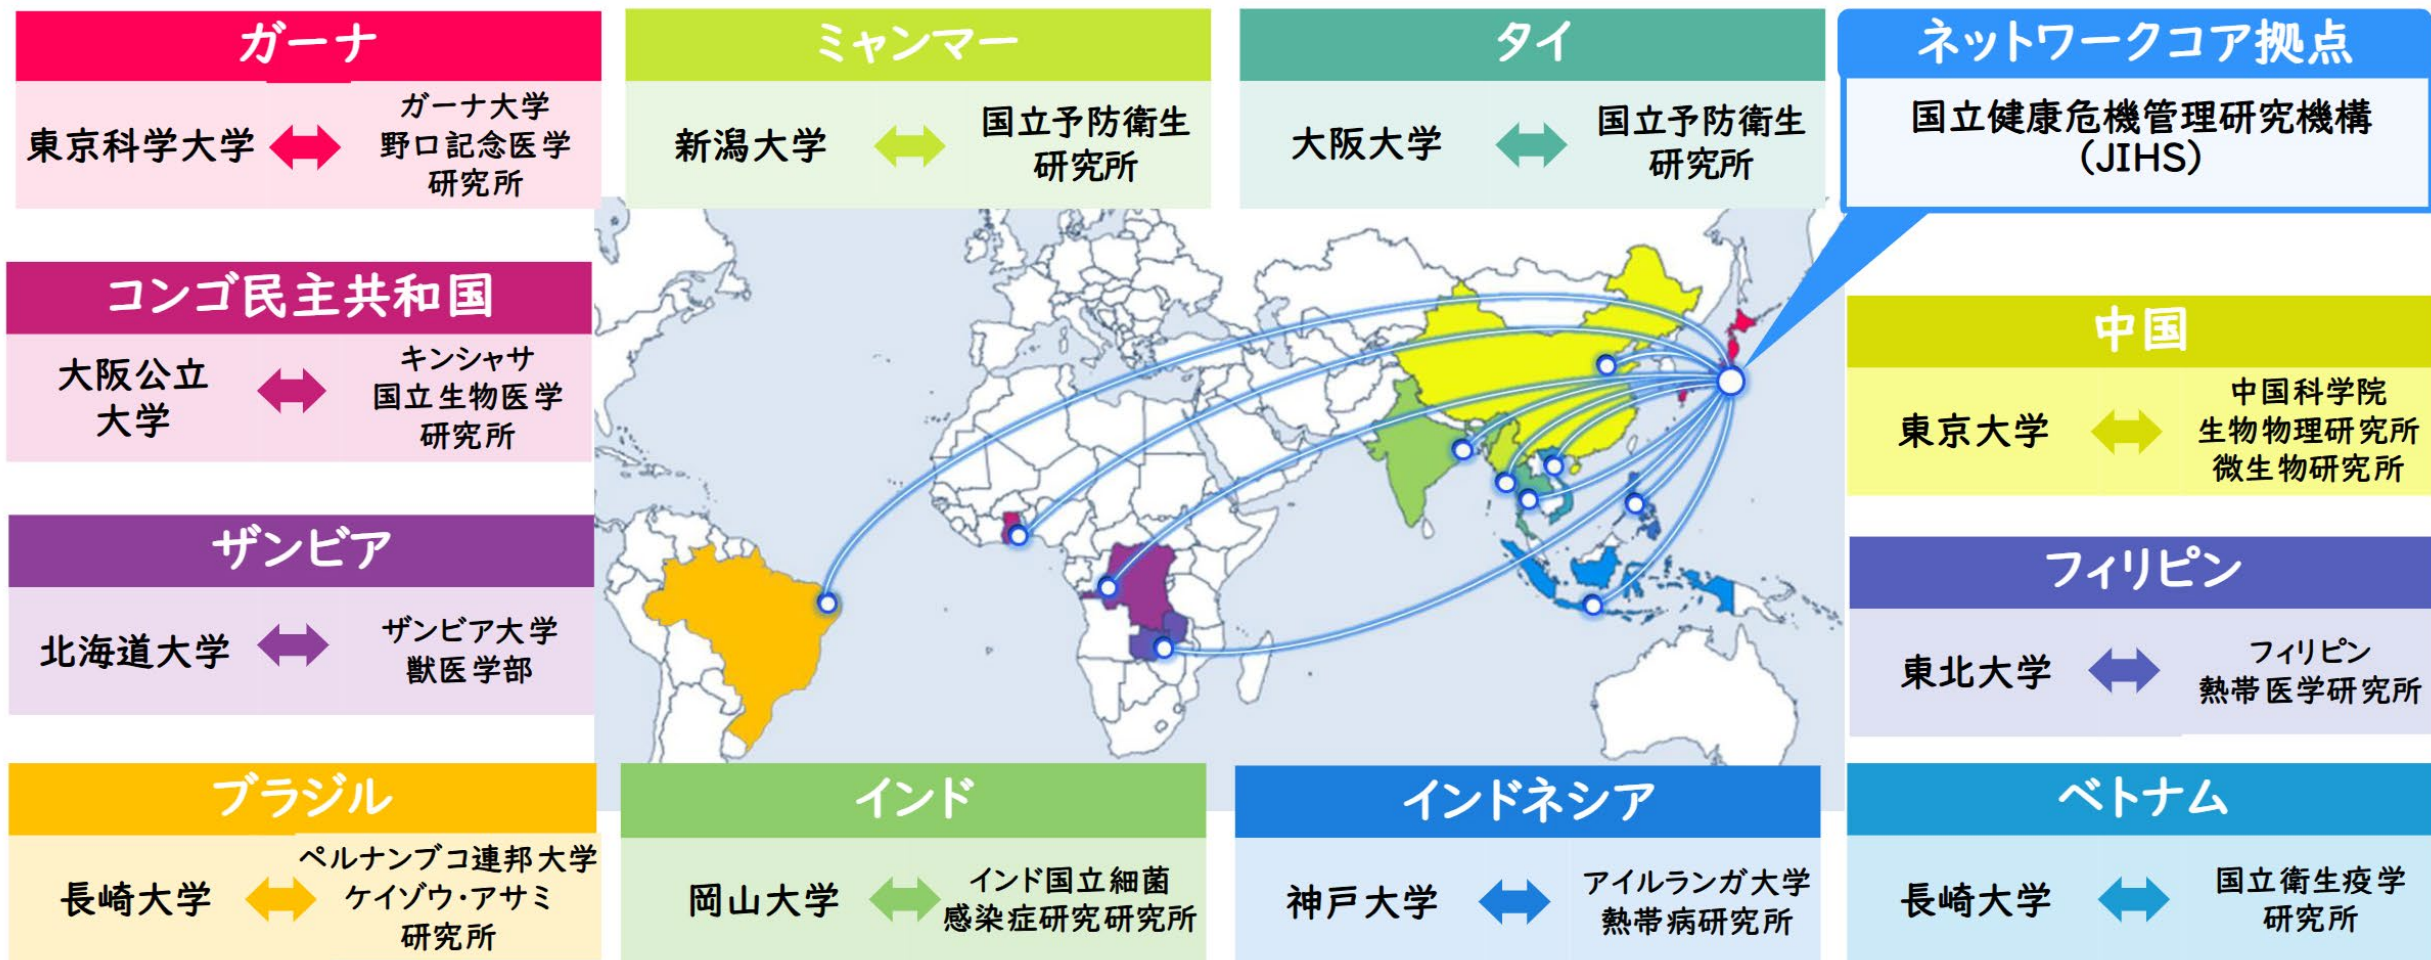 ガーナ
東京科学大学
ガーナ大学
野口記念医学
研究所
ミャンマー
新潟大学
国立予防衛生
研究所
タイ
大阪大学
国立予防衛生
研究所
ネットワークコア拠点
国立健康危機管理研究機構
(JIHS)
コンゴ民主共和国
大阪公立
大学
キンシャサ
国立生物医学
研究所
中国
東京大学
中国科学院
生物物理研究所
微生物研究所
ザンビア
北海道大学
ザンビア大学
獣医学部
フィリピン
東北大学
フィリピン
熱帯医学研究所
ブラジル
長崎大学
ペルナンブコ連邦大学
ケイゾウ・アサミ
研究所
インド
岡山大学
インド国立細菌
感染症研究研究所
インドネシア
神戸大学
アイルランガ大学
熱帯病研究所
ベトナム
長崎大学
国立衛生疫学
研究所